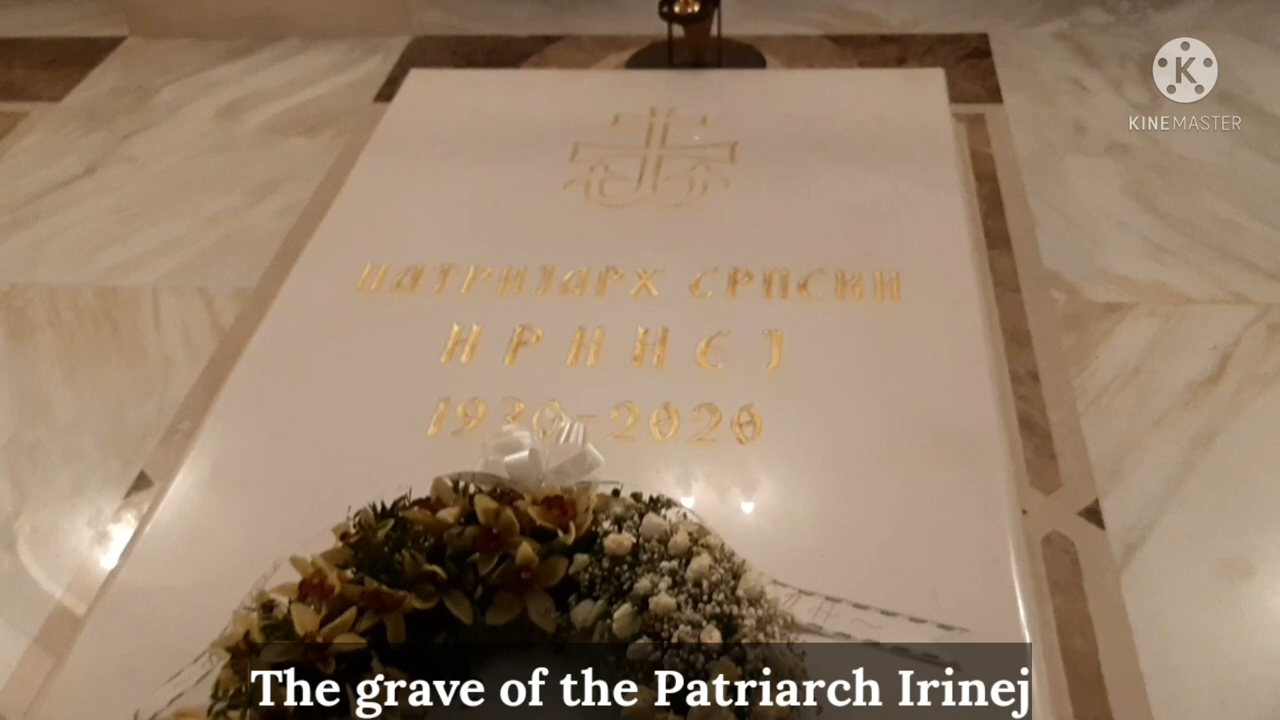 K
KINEMASTER
ПАТРИЈАРХ СРПСКИ
ИРИНЕЈ
1930-2020
The grave of the Patriarch Irinej